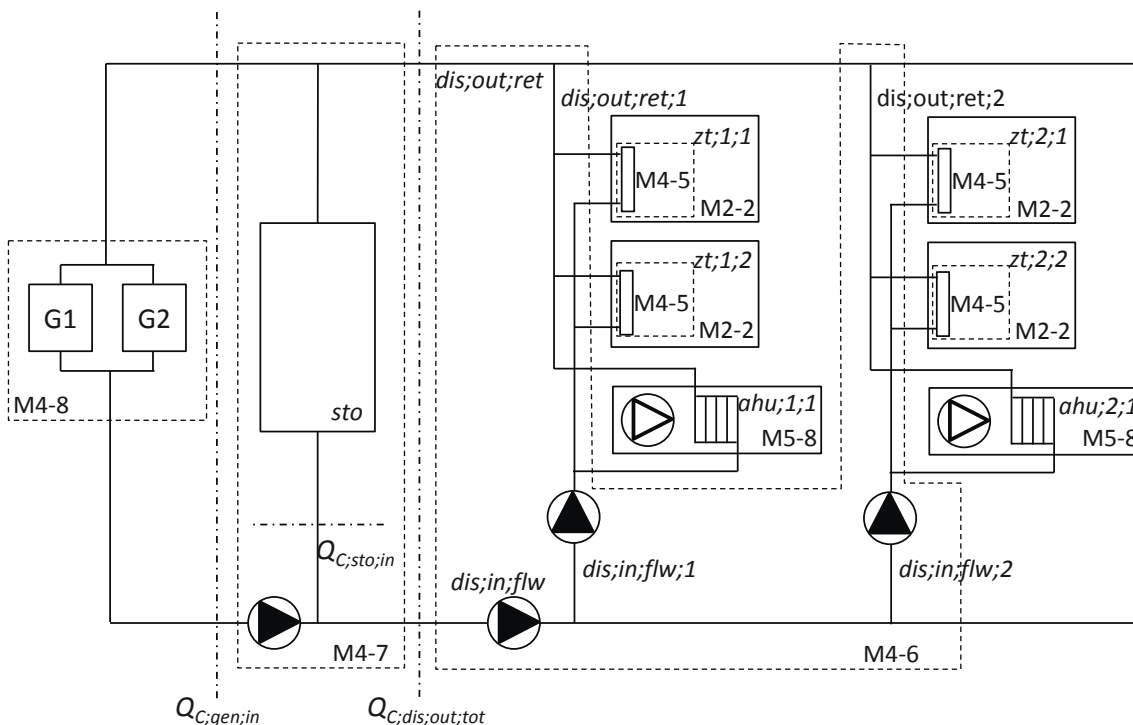 dis;out;ret
dis;out;ret;1
dis;out;ret;2
zt;1;1
M4-5
M2-2
zt;2;1
M4-5
M2-2
zt;1;2
M4-5
M2-2
zt;2;2
M4-5
M2-2
G1
G2
M4-8
sto
ahu;1;1
M5-8
ahu;2;1
M5-8
Q C;sto;in
dis;in,flw
dis;in,flw;1
dis;in,flw;2
M4-7
M4-6
Q C;gen;in
Q C;dis;out;tot